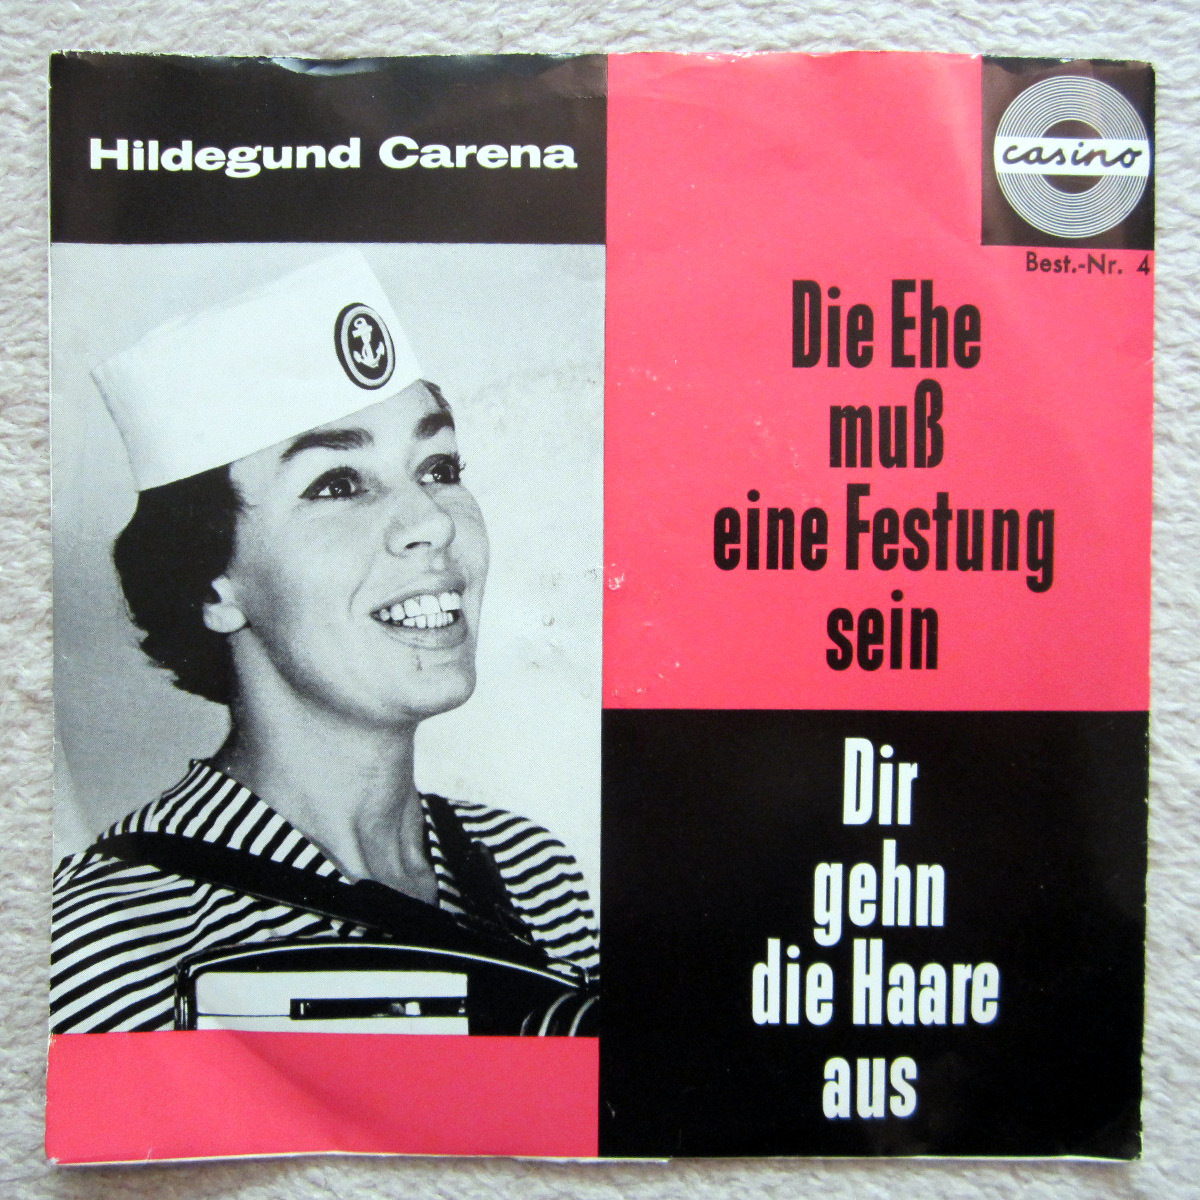 Hildegund Carena
casino
Best.-Nr. 4
Die Ehe
muß
eine Festung
sein
Dir
gehn
die Haare
aus